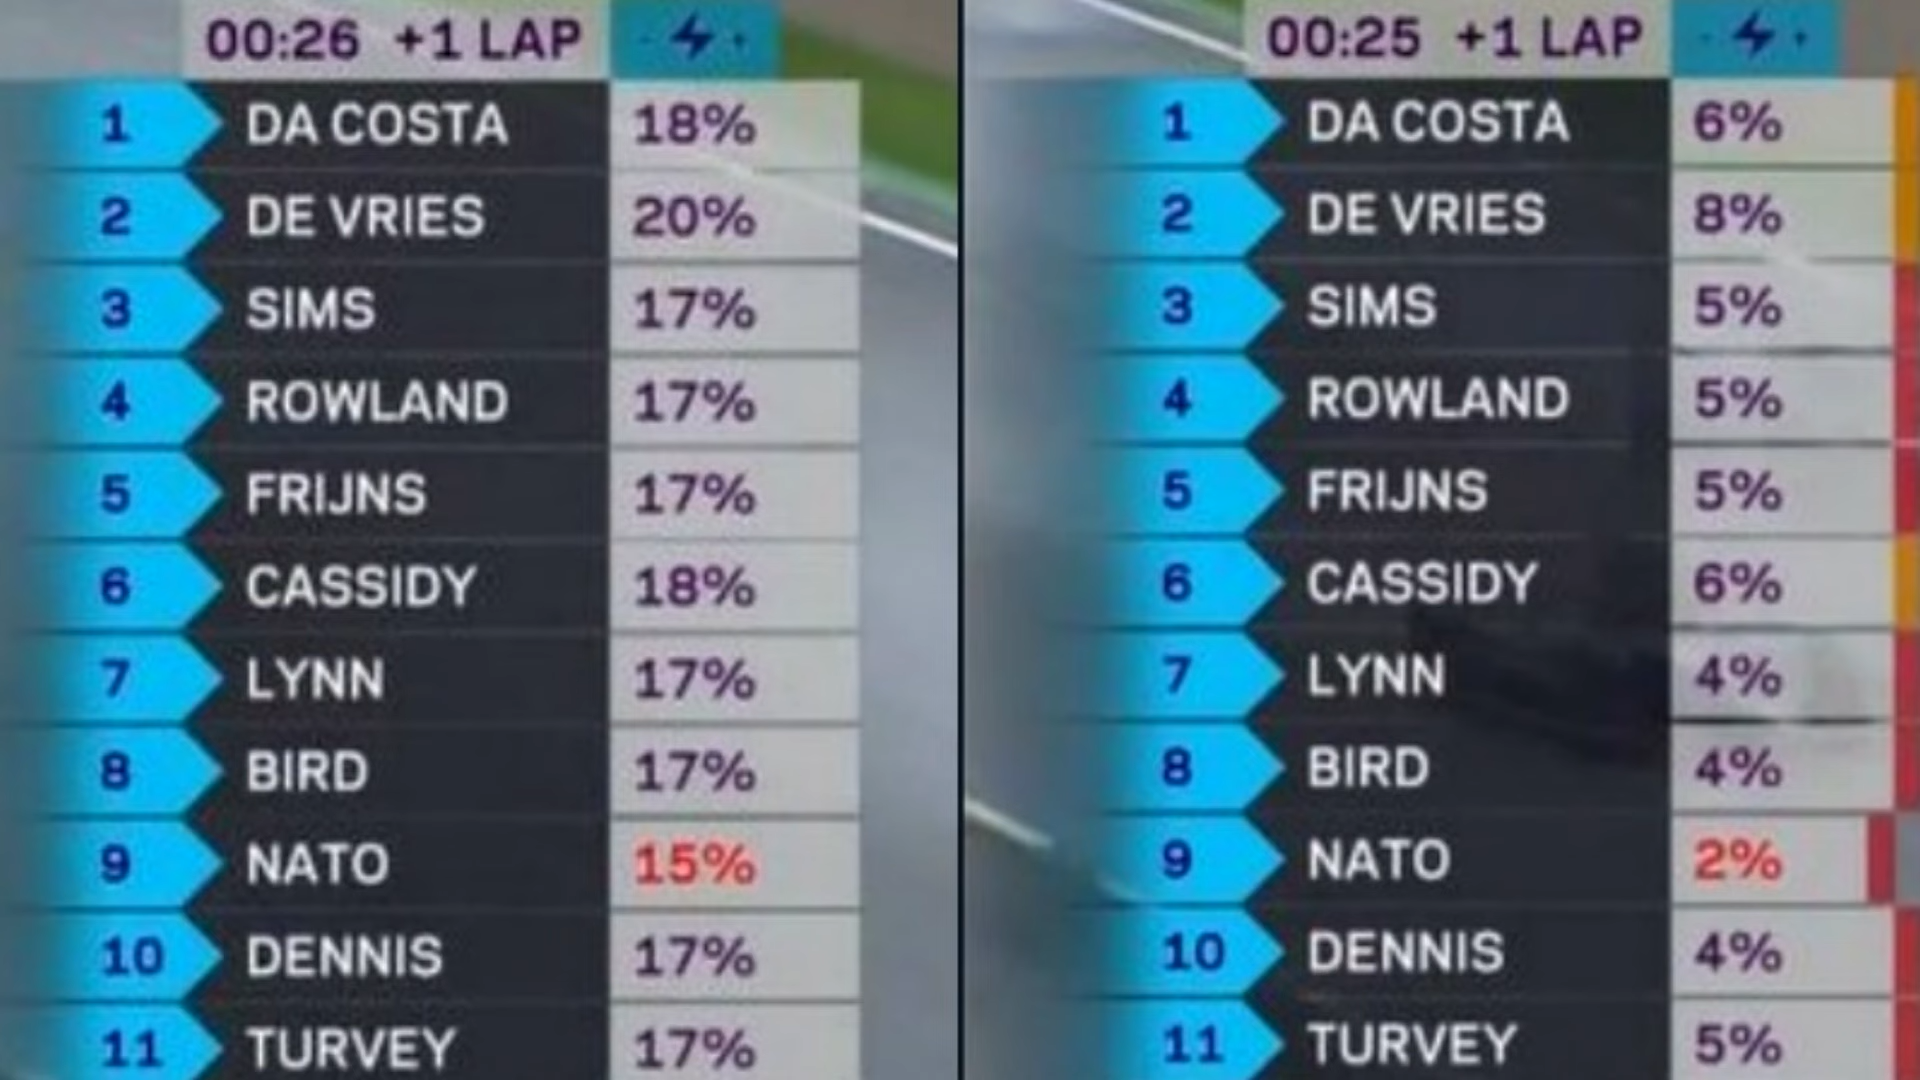 00:26 +1 LAP
1 DA COSTA 18%
2 DE VRIES 20%
3 SIMS 17%
4 ROWLAND 17%
5 FRIJNS 17%
6 CASSIDY 18%
7 LYNN 17%
8 BIRD 17%
9 NATO 15%
10 DENNIS 17%
11 TURVEY 17%
00:25 +1 LAP
1 DA COSTA 6%
2 DE VRIES 8%
3 SIMS 5%
4 ROWLAND 5%
5 FRIJNS 5%
6 CASSIDY 6%
7 LYNN 4%
8 BIRD 4%
9 NATO 2%
10 DENNIS 4%
11 TURVEY 5%